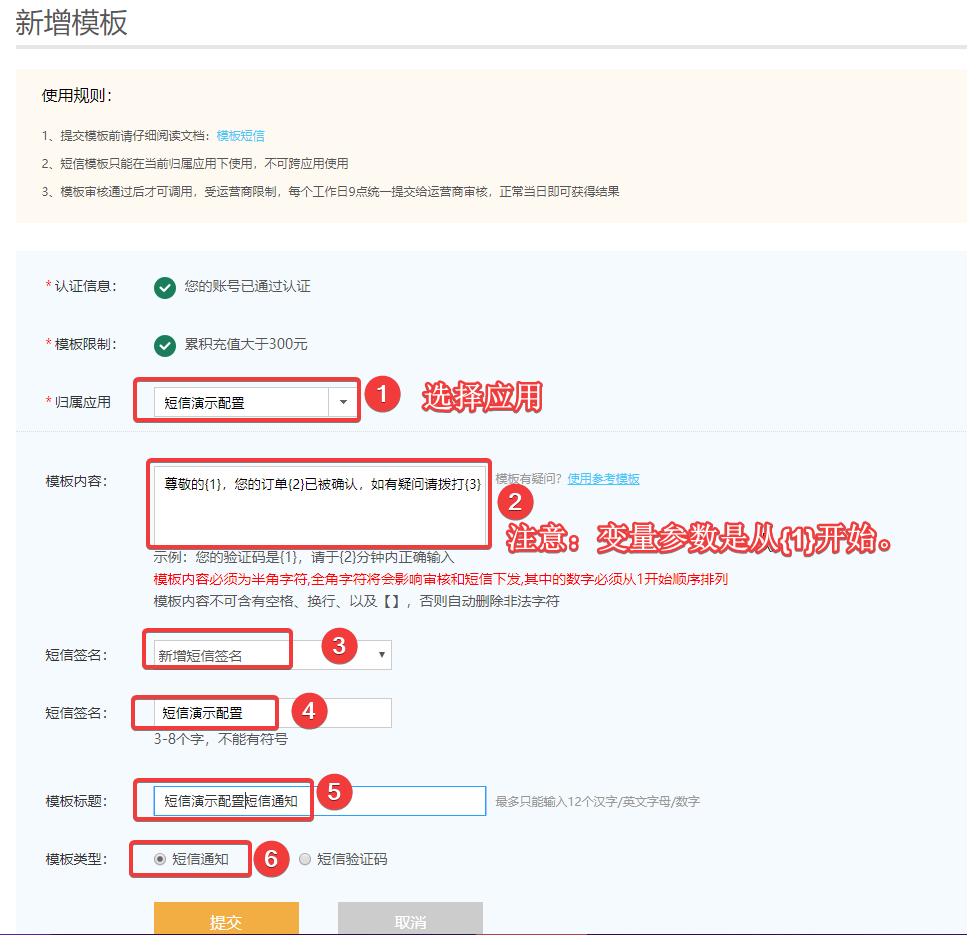 新增模板
使用规则：
1、提交模板前请仔细阅读文档：模板短信
2、短信模板只能在当前归属应用下使用，不可跨应用使用
3、模板审核通过后才可调用，受运营商限制，每个工作日9点统一提交给运营商审核，正常当日即可获得结果
*认证信息： 您的账号已通过认证
*模板限制： 累积充值大于300元
*归属应用 短信演示配置 1 选择应用
模板内容： 尊敬的{1}，您的订单{2}已被确认，如有疑问请拨打{3} 模板有疑问？ 使用参考模板
2
注意：变量参数是从{1}开始。
示例：您的验证码是{1}，请于{2}分钟内正确输入
模板内容必须为半角字符,全角字符将会影响审核和短信下发,其中的数字必须从1开始顺序排列
模板内容不可含有空格、换行、以及【】，否则自动删除非法字符
短信签名： 新增短信签名 3
短信签名： 短信演示配置 4
3-8个字，不能有符号
模板标题： 短信演示配置短信通知 5 最多只能输入12个汉字/英文字母/数字
模板类型： 短信通知 6 短信验证码
提交 取消